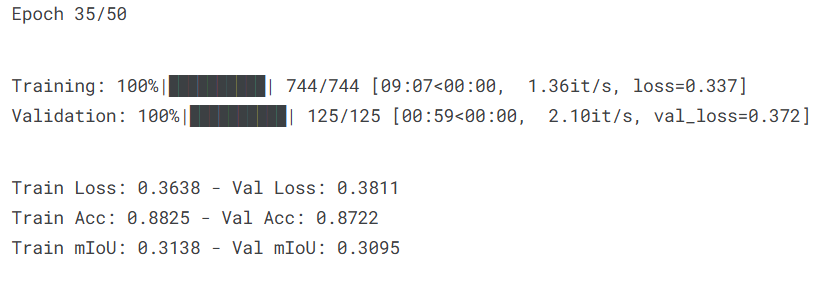 Epoch 35/50
Training: 100%|██████████| 744/744 [09:07<00:00,  1.36it/s, loss=0.337]
Validation: 100%|██████████| 125/125 [00:59<00:00,  2.10it/s, val_loss=0.372]
Train Loss: 0.3638 - Val Loss: 0.3811
Train Acc: 0.8825 - Val Acc: 0.8722
Train mIoU: 0.3138 - Val mIoU: 0.3095